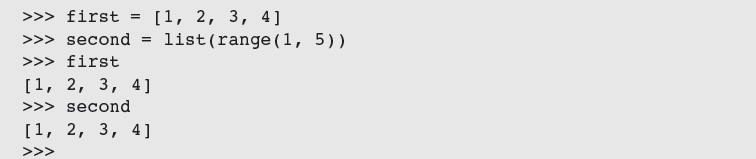 >>> first = [1, 2, 3, 4]
>>> second = list(range(1, 5))
>>> first
[1, 2, 3, 4]
>>> second
[1, 2, 3, 4]
>>>